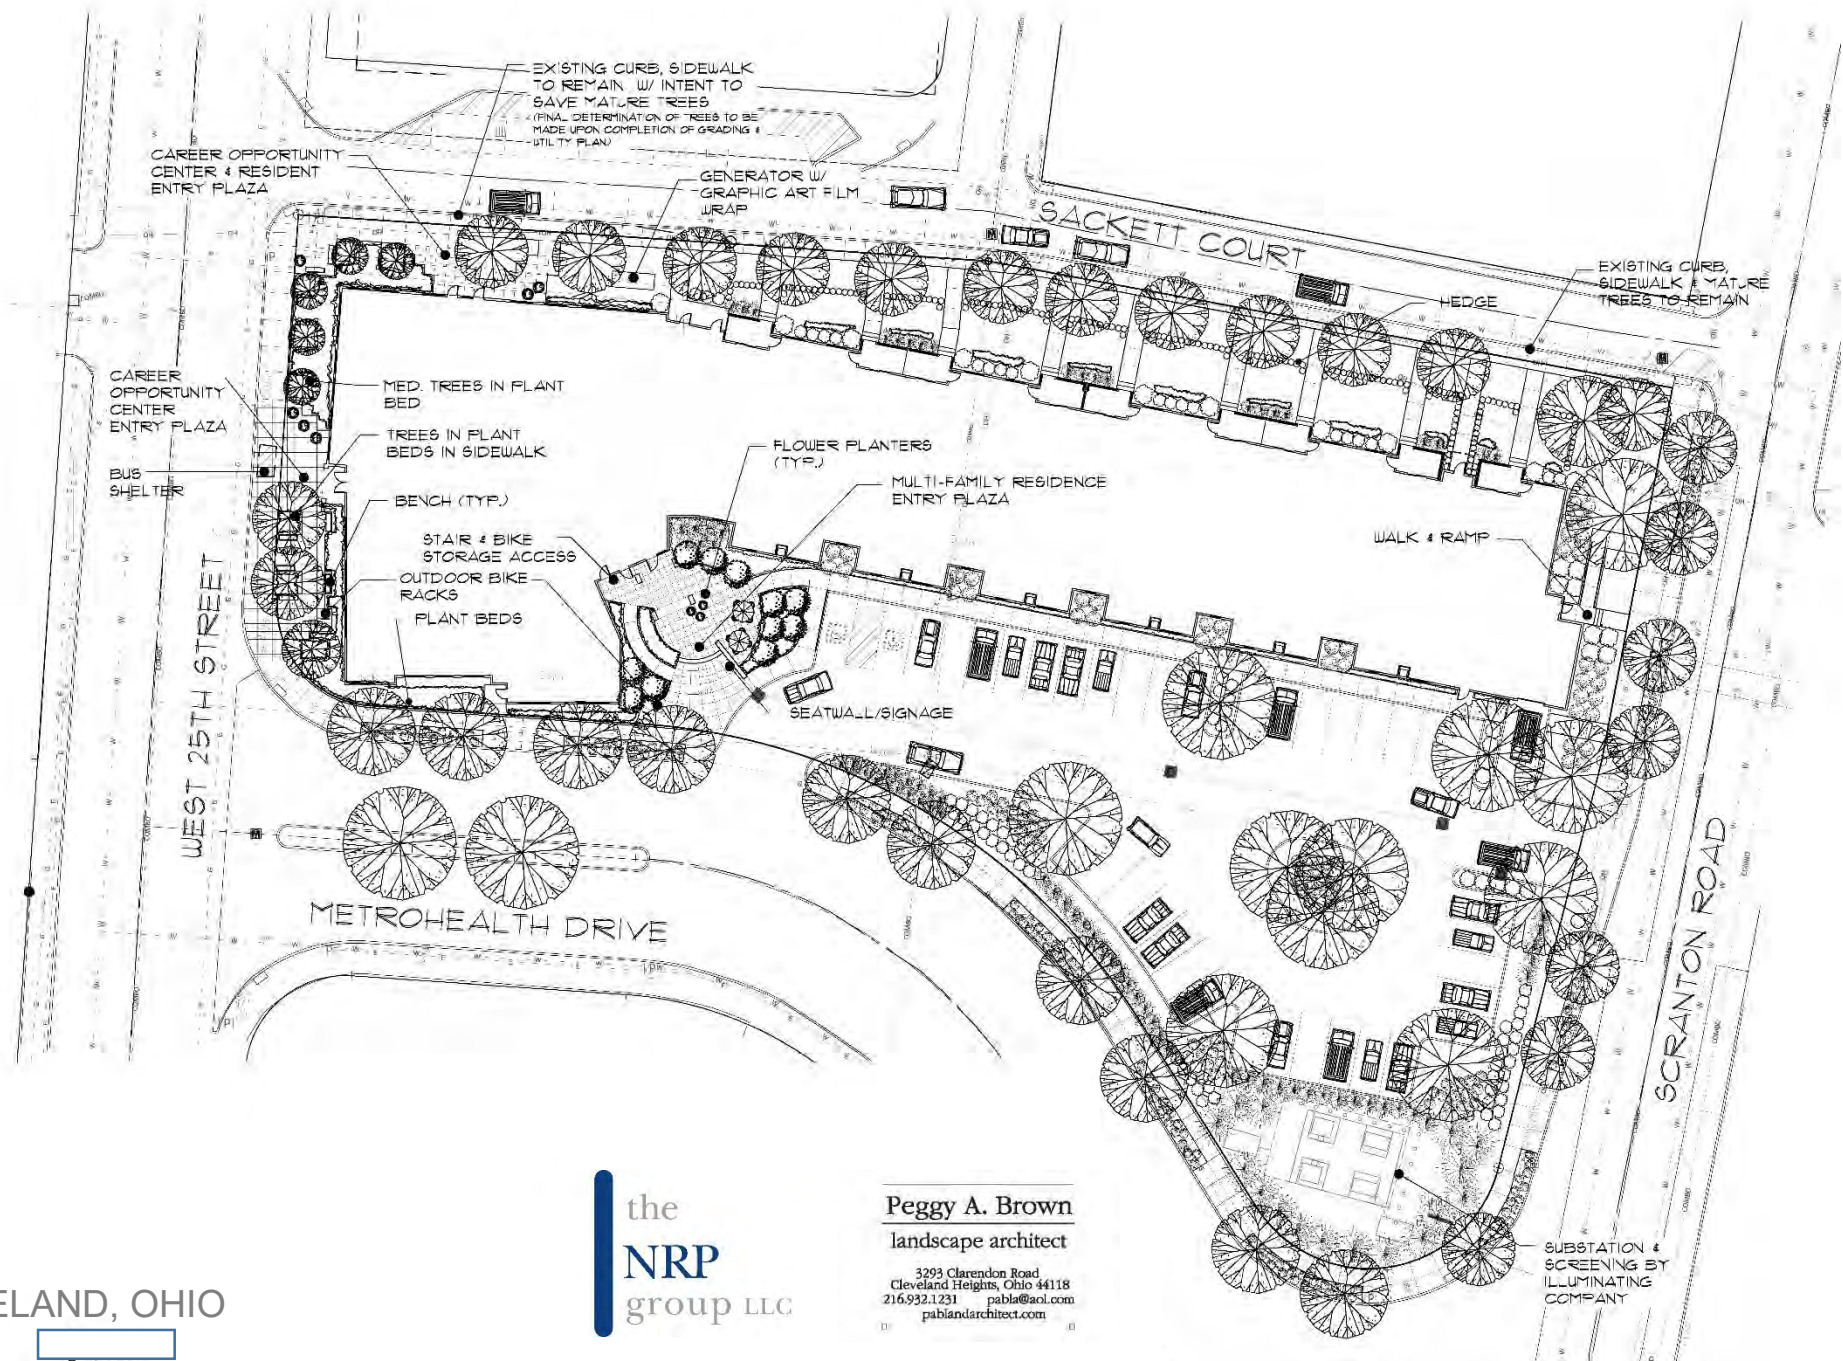 EXISTING CURB, SIDEWALK
TO REMAIN W/ INTENT TO
SAVE MATURE TREES
(FINAL DETERMINATION OF TREES TO BE
MADE UPON COMPLETION OF GRADING &
UTILITY PLAN)
CAREER OPPORTUNITY
CENTER & RESIDENT
ENTRY PLAZA
GENERATOR W/
GRAPHIC ART FILM
WRAP
SACKETT COURT
EXISTING CURB,
SIDEWALK & MATURE
TREES TO REMAIN
HEDGE
CAREER
OPPORTUNITY
CENTER
ENTRY PLAZA
MED. TREES IN PLANT
BED
TREES IN PLANT
BEDS IN SIDEWALK
BUS
SHELTER
BENCH (TYP.)
FLOWER PLANTERS
(TYP.)
MULTI-FAMILY RESIDENCE
ENTRY PLAZA
STAIR & BIKE
STORAGE ACCESS
OUTDOOR BIKE
RACKS
PLANT BEDS
WALK & RAMP
SEATWALL/SIGNAGE
WEST 25TH STREET
METROHEALTH DRIVE
SCRANTON ROAD
SUBSTATION &
SCREENING BY
ILLUMINATING
COMPANY
the
NRP
group LLC
Peggy A. Brown
landscape architect
3293 Clarendon Road
Cleveland Heights, Ohio 44118
216.932.1231 pabla@aol.com
pablandarchitect.com
ELAND, OHIO